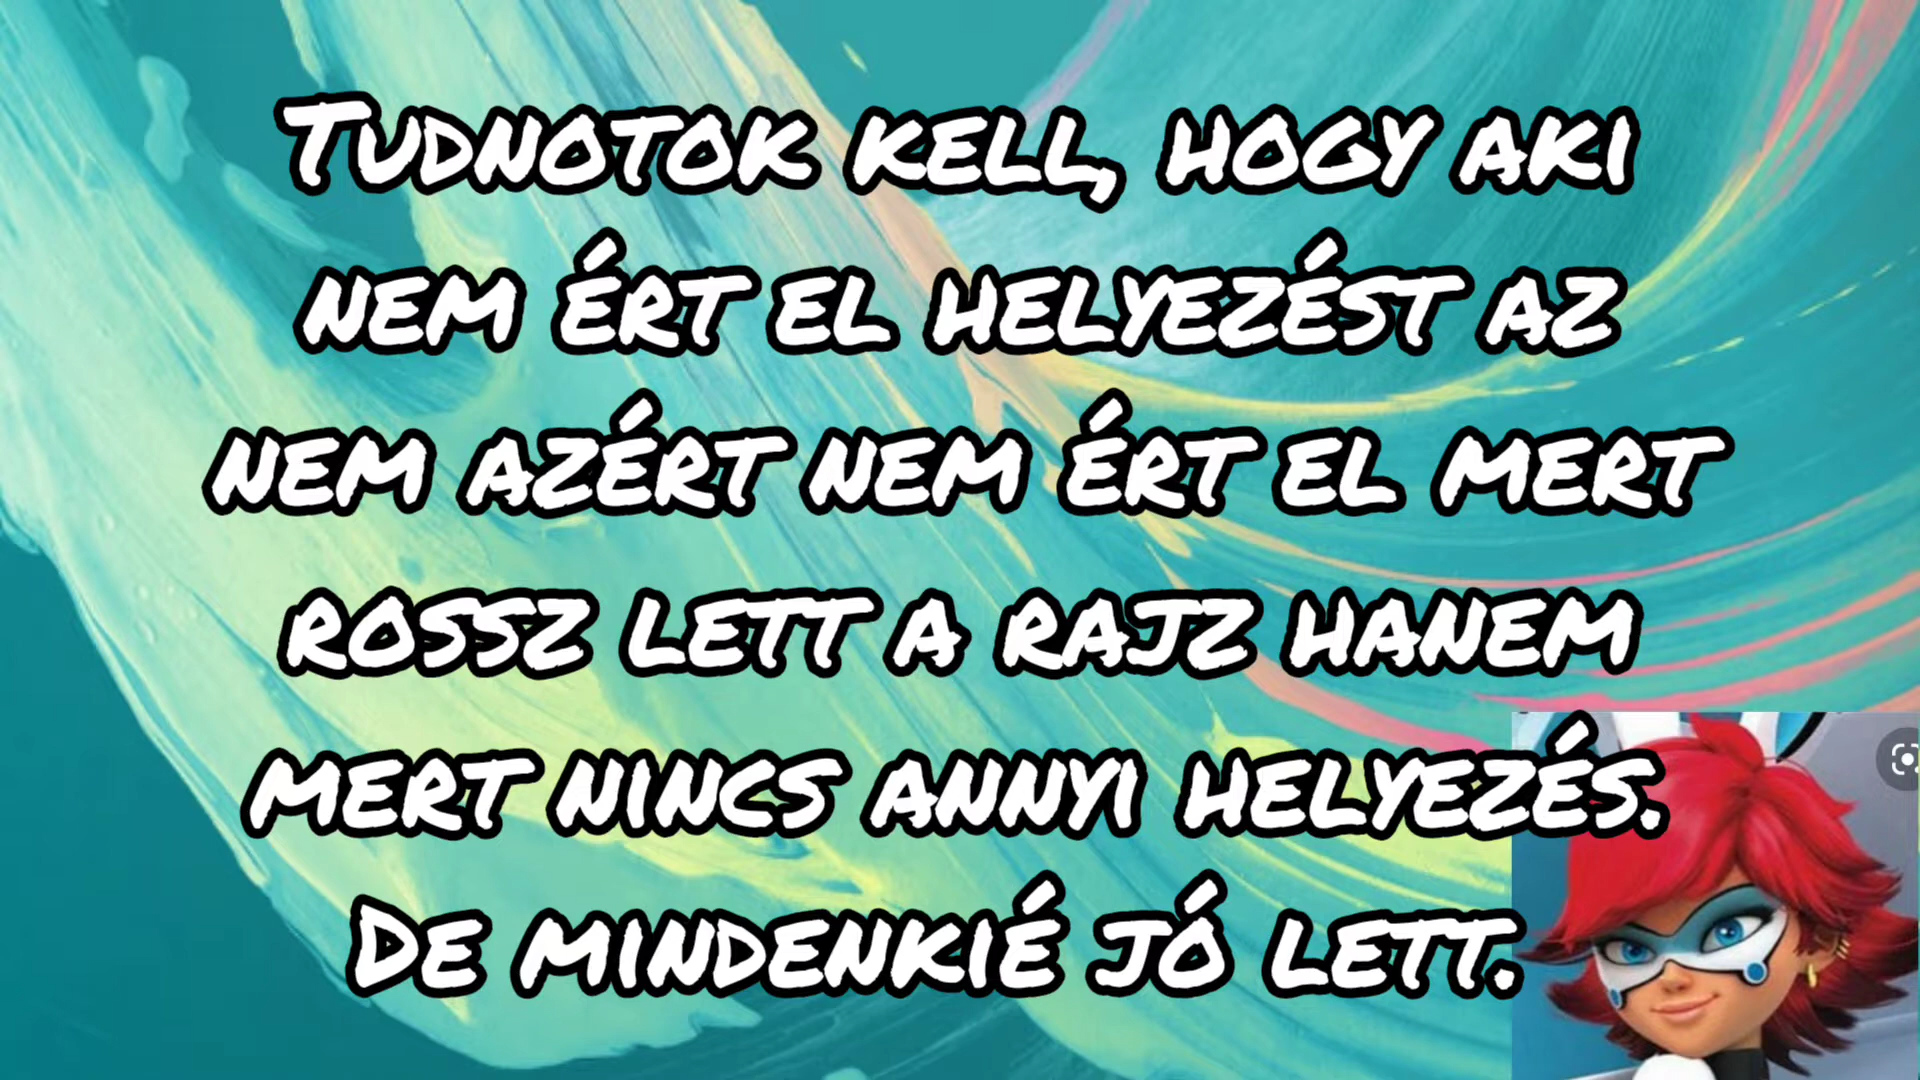 Tudnotok kell, hogy aki
nem ért el helyezést az
nem azért nem ért el mert
rossz lett a rajz hanem
mert nincs annyi helyezés.
De mindenkié jó lett.